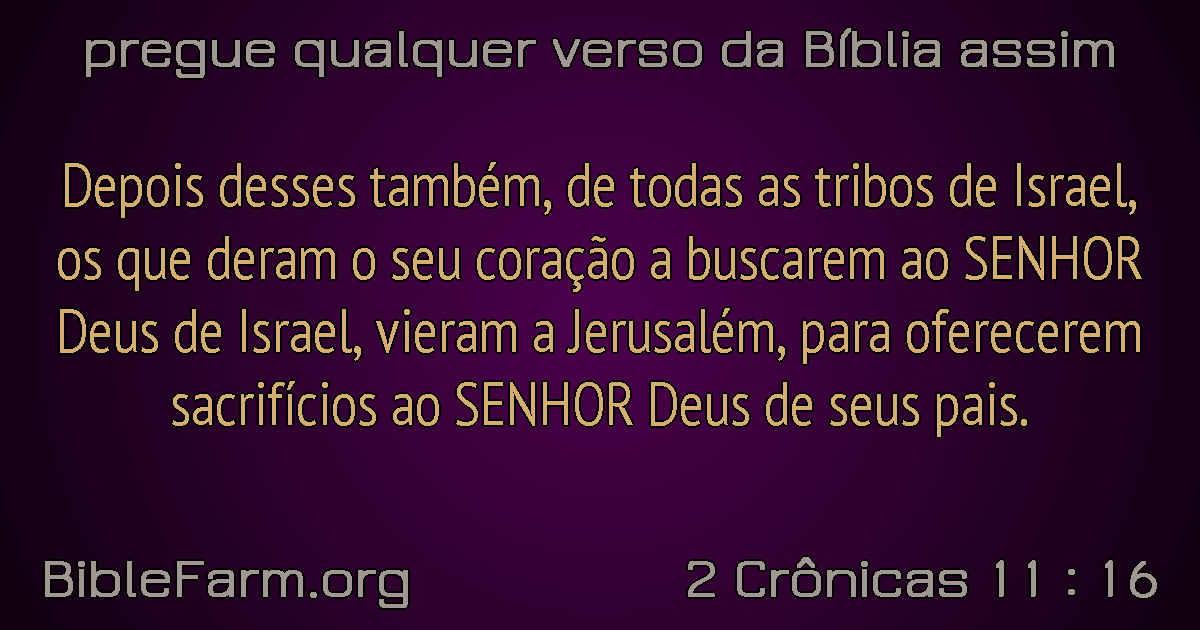 pregue qualquer verso da Bíblia assim
Depois desses também, de todas as tribos de Israel,
os que deram o seu coração a buscarem ao SENHOR
Deus de Israel, vieram a Jerusalém, para oferecerem
sacrifícios ao SENHOR Deus de seus pais.
BibleFarm.org
2 Crônicas 11 : 16